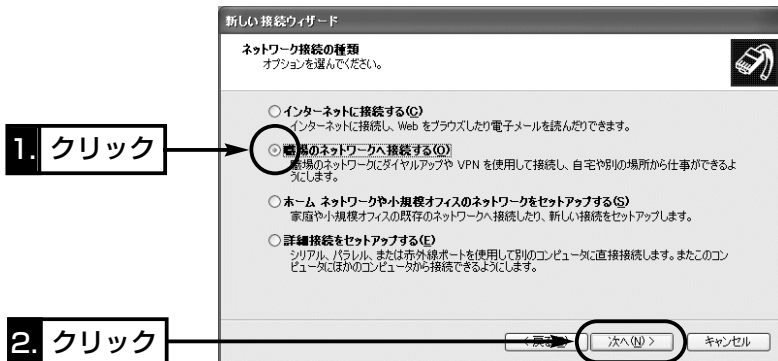 新しい接続ウィザード
ネットワーク接続の種類
オプションを選んでください。
○インターネットに接続する(C)
インターネットに接続し、Web をブラウズしたり電子メールを読んだりできます。
1. クリック
職場のネットワークへ接続する(O)
職場のネットワークにダイヤルアップや VPN を使用して接続し、自宅や別の場所から仕事ができるよ
うにします。
○ホーム ネットワークや小規模オフィスのネットワークをセットアップする(S)
家庭や小規模オフィスの既存のネットワークへ接続したり、新しい接続をセットアップします。
○詳細接続をセットアップする(E)
シリアル、パラレル、または赤外線ポートを使用して別のコンピュータに直接接続します。またこのコン
ピュータにほかのコンピュータから接続できるようにします。
2. クリック
< 戻る 次へ(N) > キャンセル